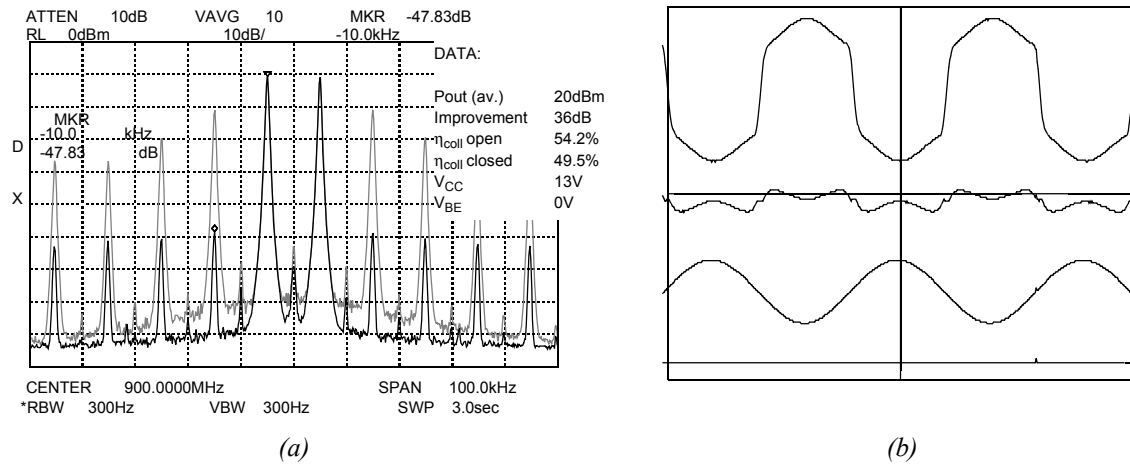 ATTEN 10dB VAVG 10 MKR -47.83dB
RL 0dBm 10dB/ -10.0kHz
DATA:
Pout (av.) 20dBm
Improvement 36dB
ηcoll open 54.2%
ηcoll closed 49.5%
VCC 13V
VBE 0V
MKR
-10.0 kHz
-47.83 dB
D
X
CENTER 900.0000MHz SPAN 100.0kHz
*RBW 300Hz VBW 300Hz SWP 3.0sec
(a)
(b)